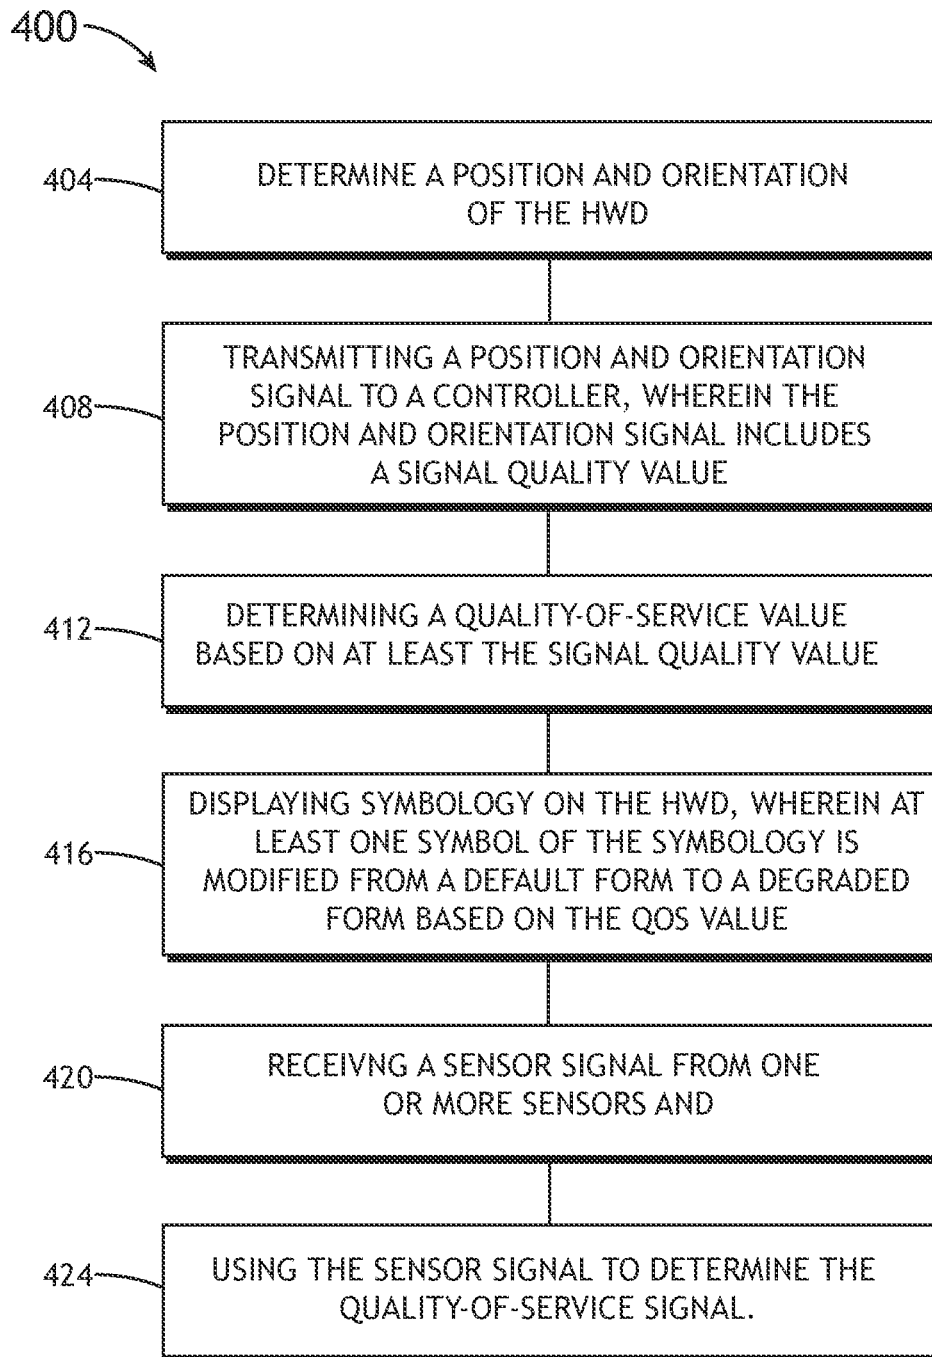 400
404
DETERMINE A POSITION AND ORIENTATION
OF THE HWD
408
TRANSMITTING A POSITION AND ORIENTATION
SIGNAL TO A CONTROLLER, WHEREIN THE
POSITION AND ORIENTATION SIGNAL INCLUDES
A SIGNAL QUALITY VALUE
412
DETERMINING A QUALITY-OF-SERVICE VALUE
BASED ON AT LEAST THE SIGNAL QUALITY VALUE
416
DISPLAYING SYMBOLOGY ON THE HWD, WHEREIN AT
LEAST ONE SYMBOL OF THE SYMBOLOGY IS
MODIFIED FROM A DEFAULT FORM TO A DEGRADED
FORM BASED ON THE QOS VALUE
420
RECEIVNG A SENSOR SIGNAL FROM ONE
OR MORE SENSORS AND
424
USING THE SENSOR SIGNAL TO DETERMINE THE
QUALITY-OF-SERVICE SIGNAL.